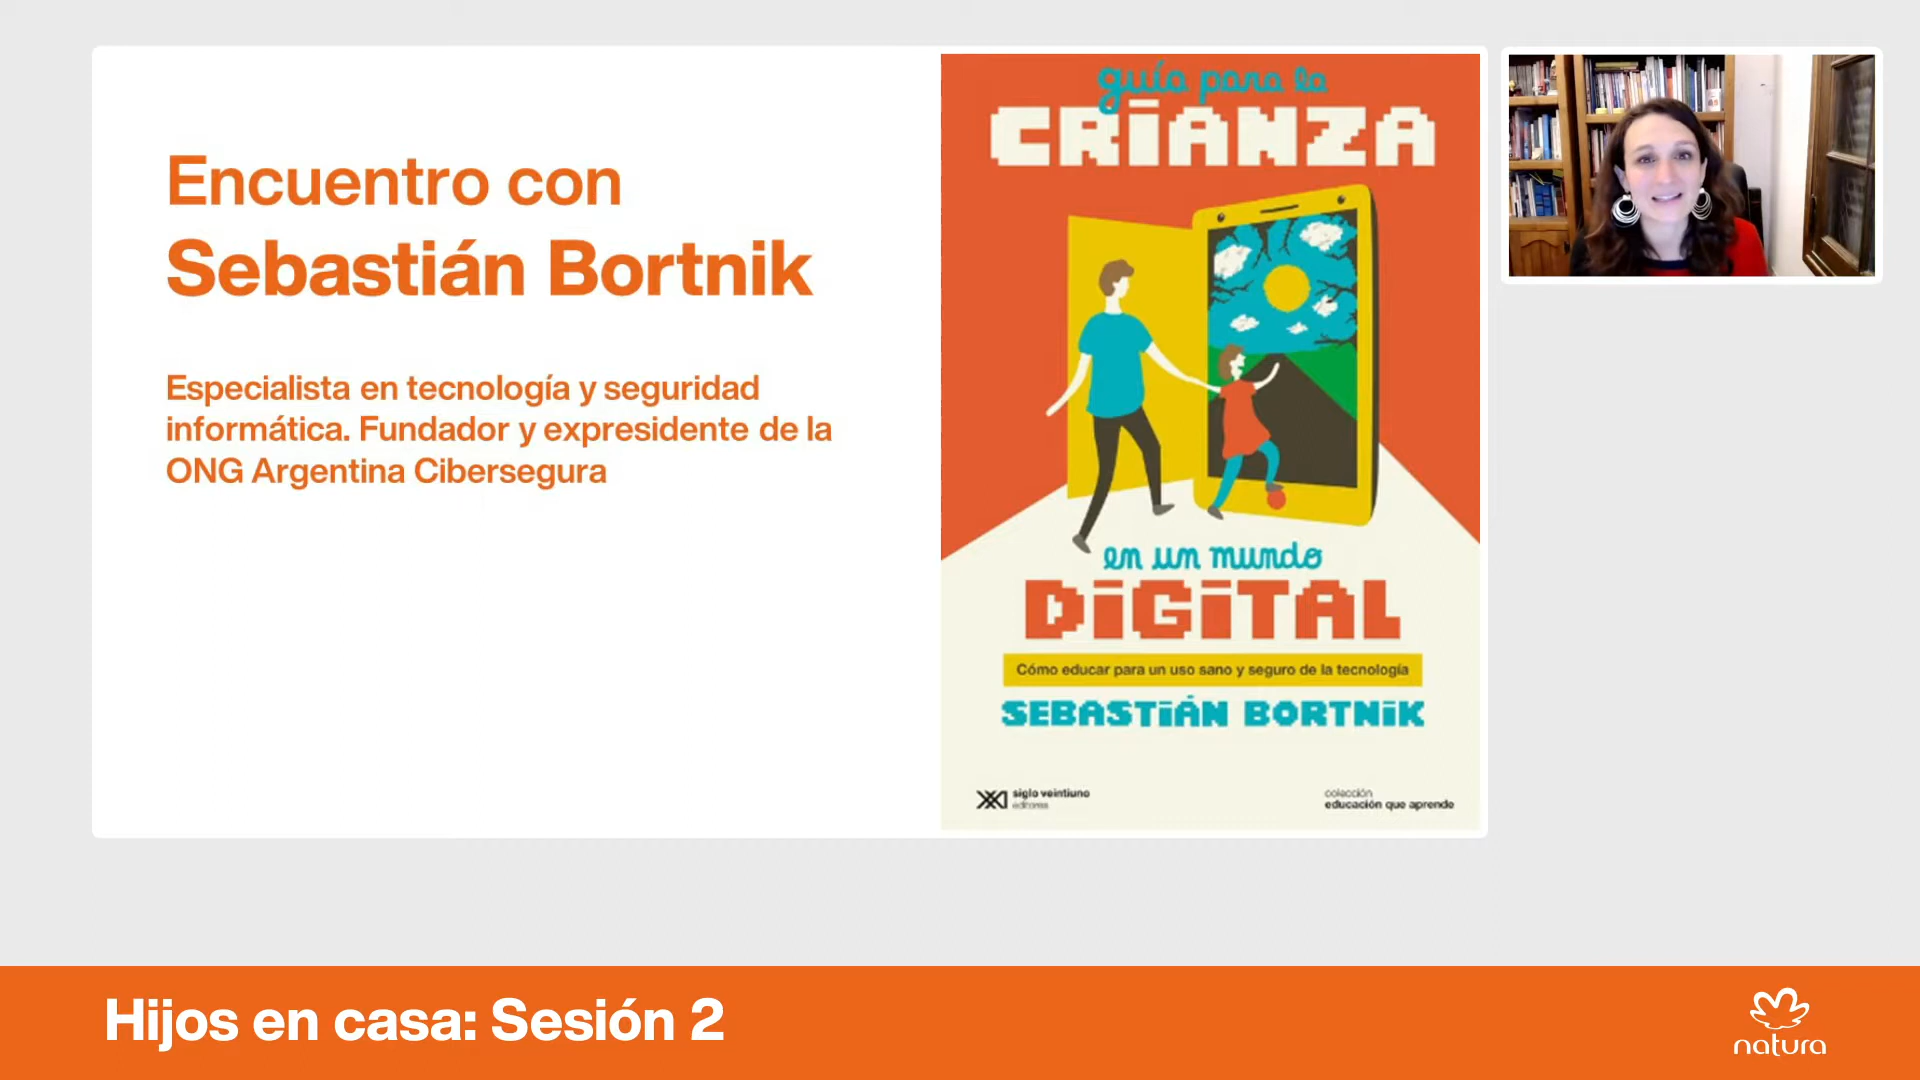 Encuentro con
Sebastián Bortnik
Especialista en tecnología y seguridad
informática. Fundador y expresidente de la
ONG Argentina Cibersegura
guía para la
CRIANZA
en un mundo
DiGiTAL
Cómo educar para un uso sano y seguro de la tecnología
SEBASTiÁN BORTNiK
siglo veintiuno
editores
colección
educación que aprende
Hijos en casa: Sesión 2
natura